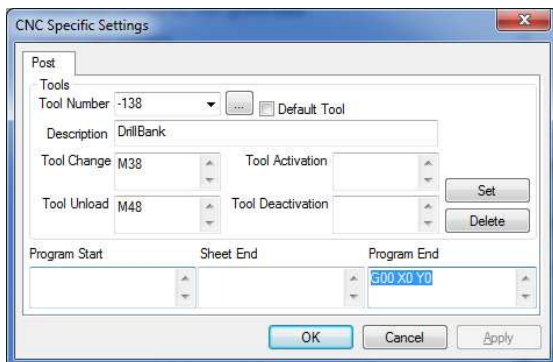 CNC Specific Settings
Post
Tools
Tool Number -138 ... Default Tool
Description DrillBank
Tool Change M38 Tool Activation
Set
Tool Unload M48 Tool Deactivation
Delete
Program Start Sheet End Program End
G00 X0 Y0
OK Cancel Apply